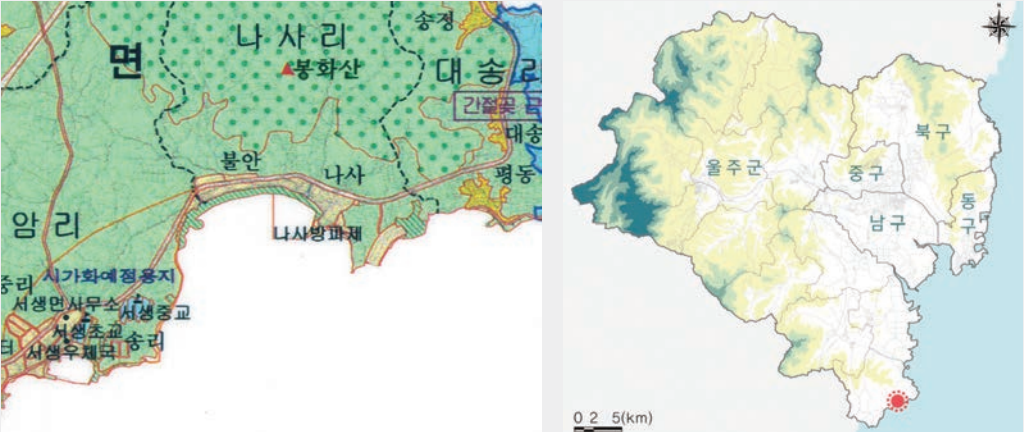 송정
나사리
면
봉화산
대송리
간절곶
대송
불안
나사
평동
암리
나사방파제
시가화예정용지
중리
서생면사무소
서생중교
서생초교
송리
서생우체국
북구
울주군
중구
동구
남구
0 2 5(km)